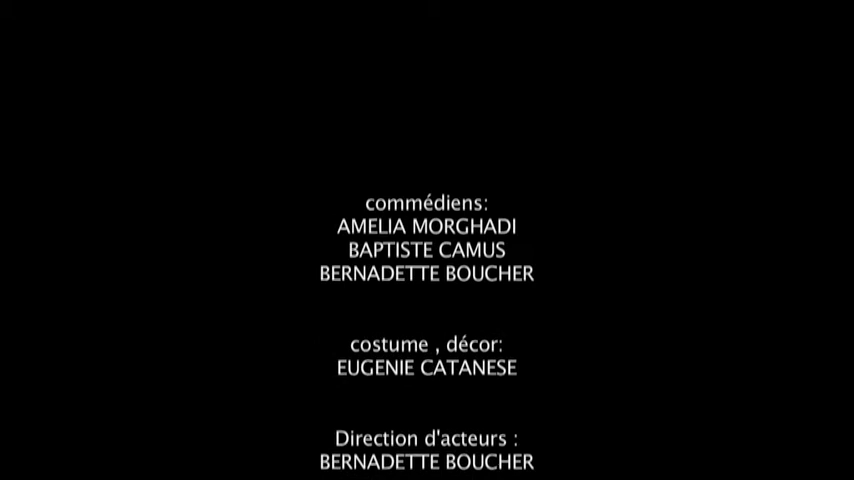 commédiens:
AMELIA MORGHADI
BAPTISTE CAMUS
BERNADETTE BOUCHER
costume , décor:
EUGENIE CATANESE
Direction d'acteurs :
BERNADETTE BOUCHER